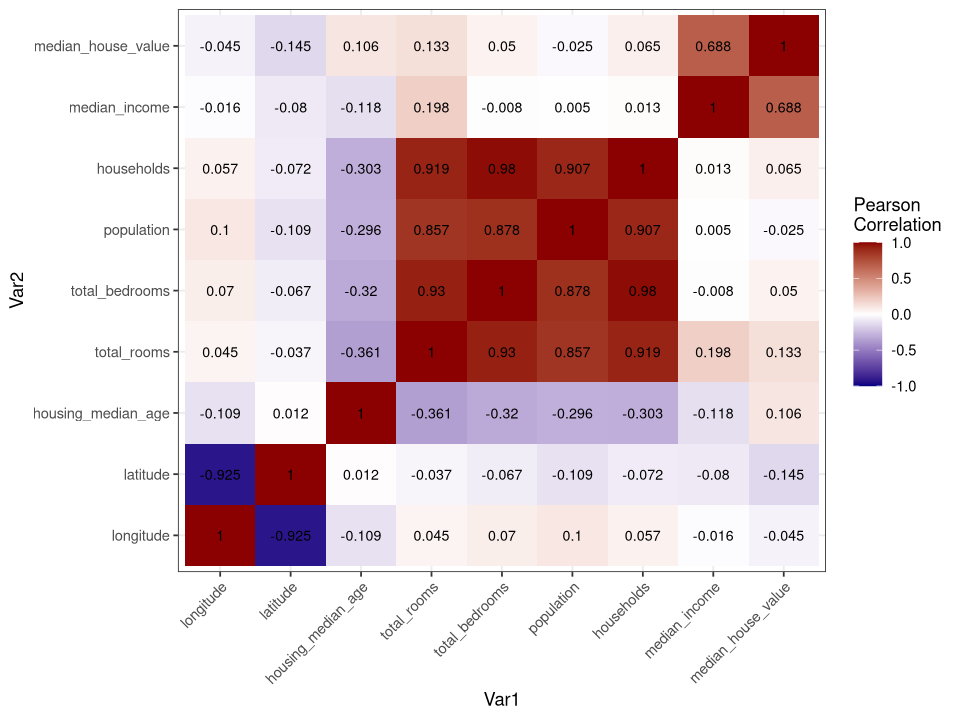 median_house_value -0.045 -0.145 0.106 0.133 0.05 -0.025 0.065 0.688 1
median_income -0.016 -0.08 -0.118 0.198 -0.008 0.005 0.013 1 0.688
households 0.057 -0.072 -0.303 0.919 0.98 0.907 1 0.013 0.065
population 0.1 -0.109 -0.296 0.857 0.878 1 0.907 0.005 -0.025
total_bedrooms 0.07 -0.067 -0.32 0.93 1 0.878 0.98 -0.008 0.05
total_rooms 0.045 -0.037 -0.361 1 0.93 0.857 0.919 0.198 0.133
housing_median_age -0.109 0.012 1 -0.361 -0.32 -0.296 -0.303 -0.118 0.106
latitude -0.925 1 0.012 -0.037 -0.067 -0.109 -0.072 -0.08 -0.145
longitude 1 -0.925 -0.109 0.045 0.07 0.1 0.057 -0.016 -0.045
longitude latitude housing_median_age total_rooms total_bedrooms population households median_income median_house_value
Var1
Var2
Pearson
Correlation
1.0
0.5
0.0
-0.5
-1.0